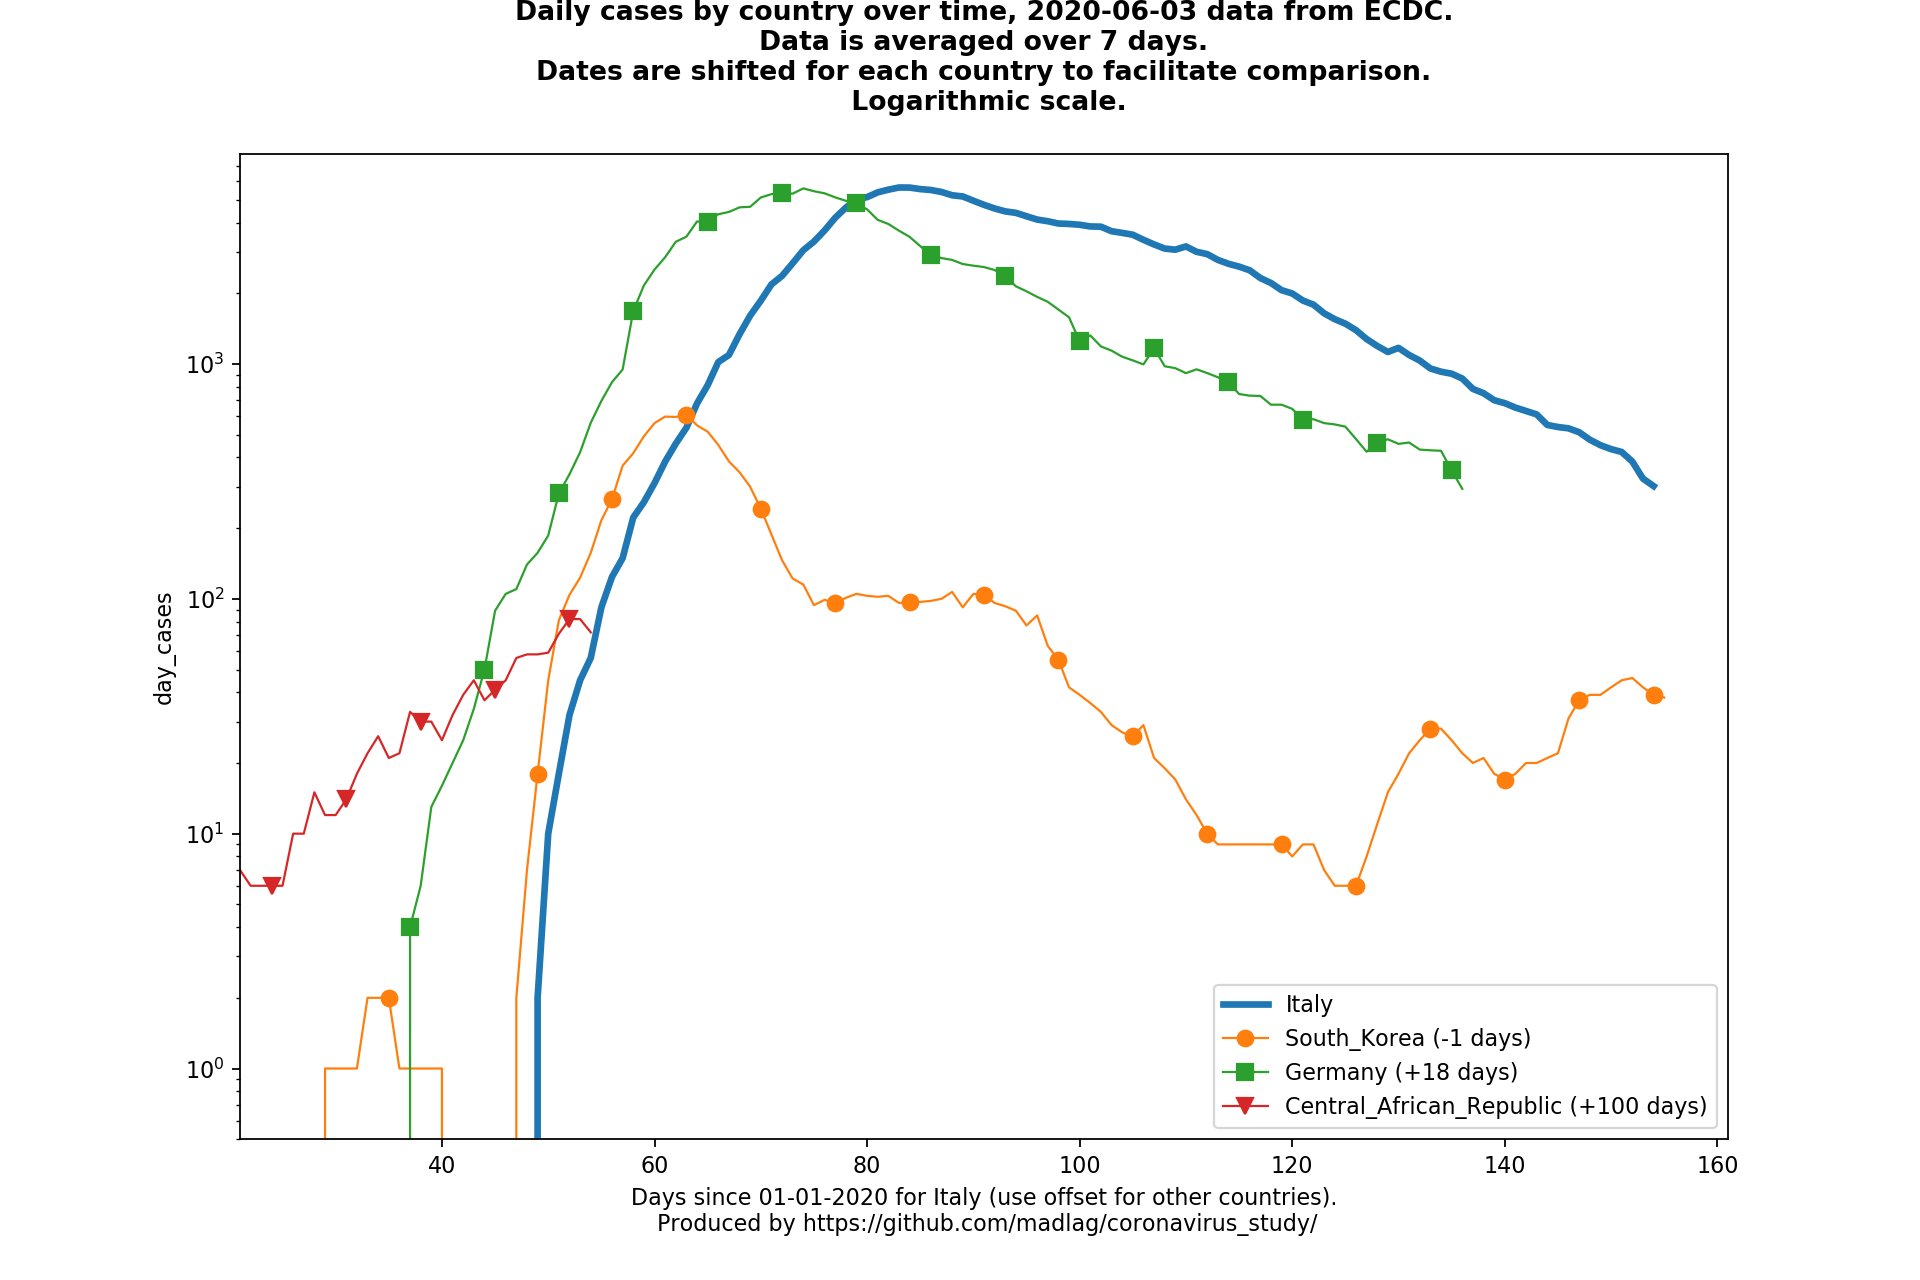 Daily cases by country over time, 2020-06-03 data from ECDC.
Data is averaged over 7 days.
Dates are shifted for each country to facilitate comparison.
Logarithmic scale.
day_cases
10³
10²
10¹
10⁰
Italy
South_Korea (-1 days)
Germany (+18 days)
Central_African_Republic (+100 days)
40 60 80 100 120 140 160
Days since 01-01-2020 for Italy (use offset for other countries).
Produced by https://github.com/madlag/coronavirus_study/